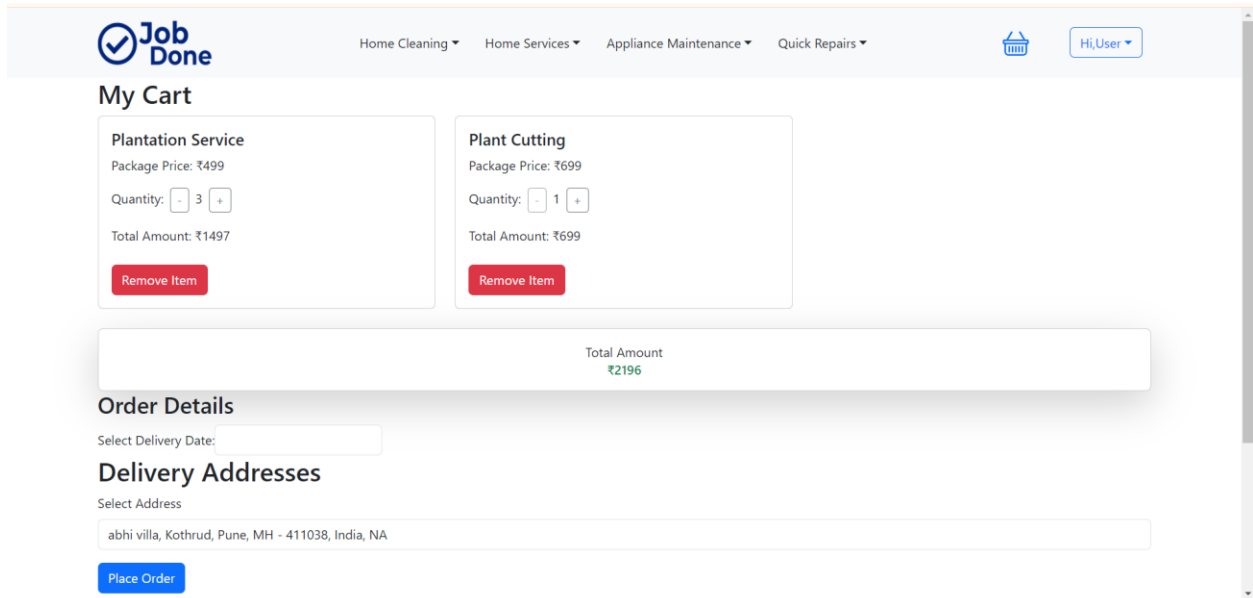 Job Done
Home Cleaning Home Services Appliance Maintenance Quick Repairs Hi,User
My Cart
Plantation Service
Package Price: ₹499
Quantity: - 3 +
Total Amount: ₹1497
Remove Item
Plant Cutting
Package Price: ₹699
Quantity: - 1 +
Total Amount: ₹699
Remove Item
Total Amount
₹2196
Order Details
Select Delivery Date:
Delivery Addresses
Select Address
abhi villa, Kothrud, Pune, MH - 411038, India, NA
Place Order